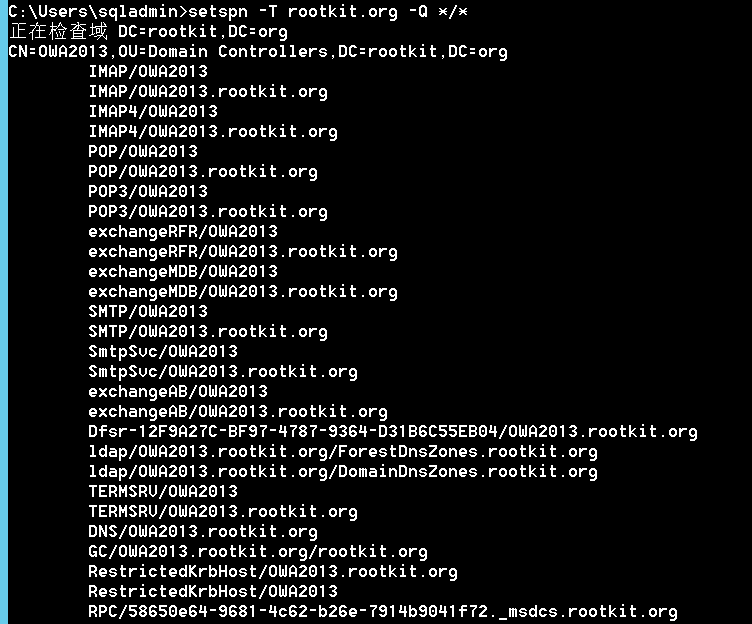 C:\Users\sqladmin>setspn -T rootkit.org -Q */*
正在检查域 DC=rootkit,DC=org
CN=OWA2013,OU=Domain Controllers,DC=rootkit,DC=org
IMAP/OWA2013
IMAP/OWA2013.rootkit.org
IMAP4/OWA2013
IMAP4/OWA2013.rootkit.org
POP/OWA2013
POP/OWA2013.rootkit.org
POP3/OWA2013
POP3/OWA2013.rootkit.org
exchangeRFR/OWA2013
exchangeRFR/OWA2013.rootkit.org
exchangeMDB/OWA2013
exchangeMDB/OWA2013.rootkit.org
SMTP/OWA2013
SMTP/OWA2013.rootkit.org
SmtpSvc/OWA2013
SmtpSvc/OWA2013.rootkit.org
exchangeAB/OWA2013
exchangeAB/OWA2013.rootkit.org
Dfsr-12F9A27C-BF97-4787-9364-D31B6C55EB04/OWA2013.rootkit.org
ldap/OWA2013.rootkit.org/ForestDnsZones.rootkit.org
ldap/OWA2013.rootkit.org/DomainDnsZones.rootkit.org
TERMSRV/OWA2013
TERMSRV/OWA2013.rootkit.org
DNS/OWA2013.rootkit.org
GC/OWA2013.rootkit.org/rootkit.org
RestrictedKrbHost/OWA2013.rootkit.org
RestrictedKrbHost/OWA2013
RPC/58650e64-9681-4c62-b26e-7914b9041f72._msdcs.rootkit.org